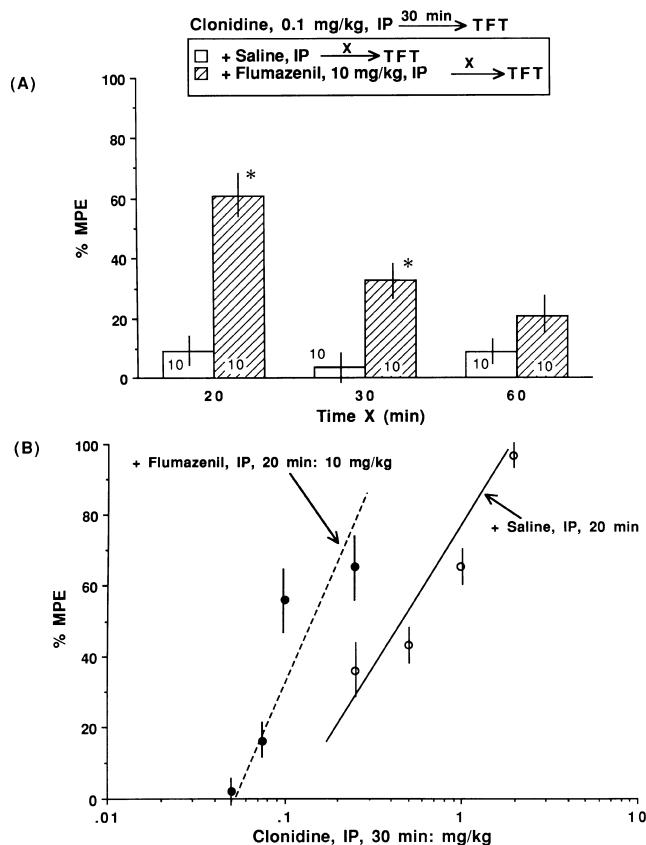 Clonidine, 0.1 mg/kg, IP 30 min TFT
+ Saline, IP X TFT
+ Flumazenil, 10 mg/kg, IP X TFT
(A)
100
80
60
40
20
0
% MPE
*
*
10
10
10
10
10
10
20
30
60
Time X (min)
(B)
100
80
60
40
20
0
% MPE
+ Flumazenil, IP, 20 min: 10 mg/kg
+ Saline, IP, 20 min
.01
.1
1
10
Clonidine, IP, 30 min: mg/kg